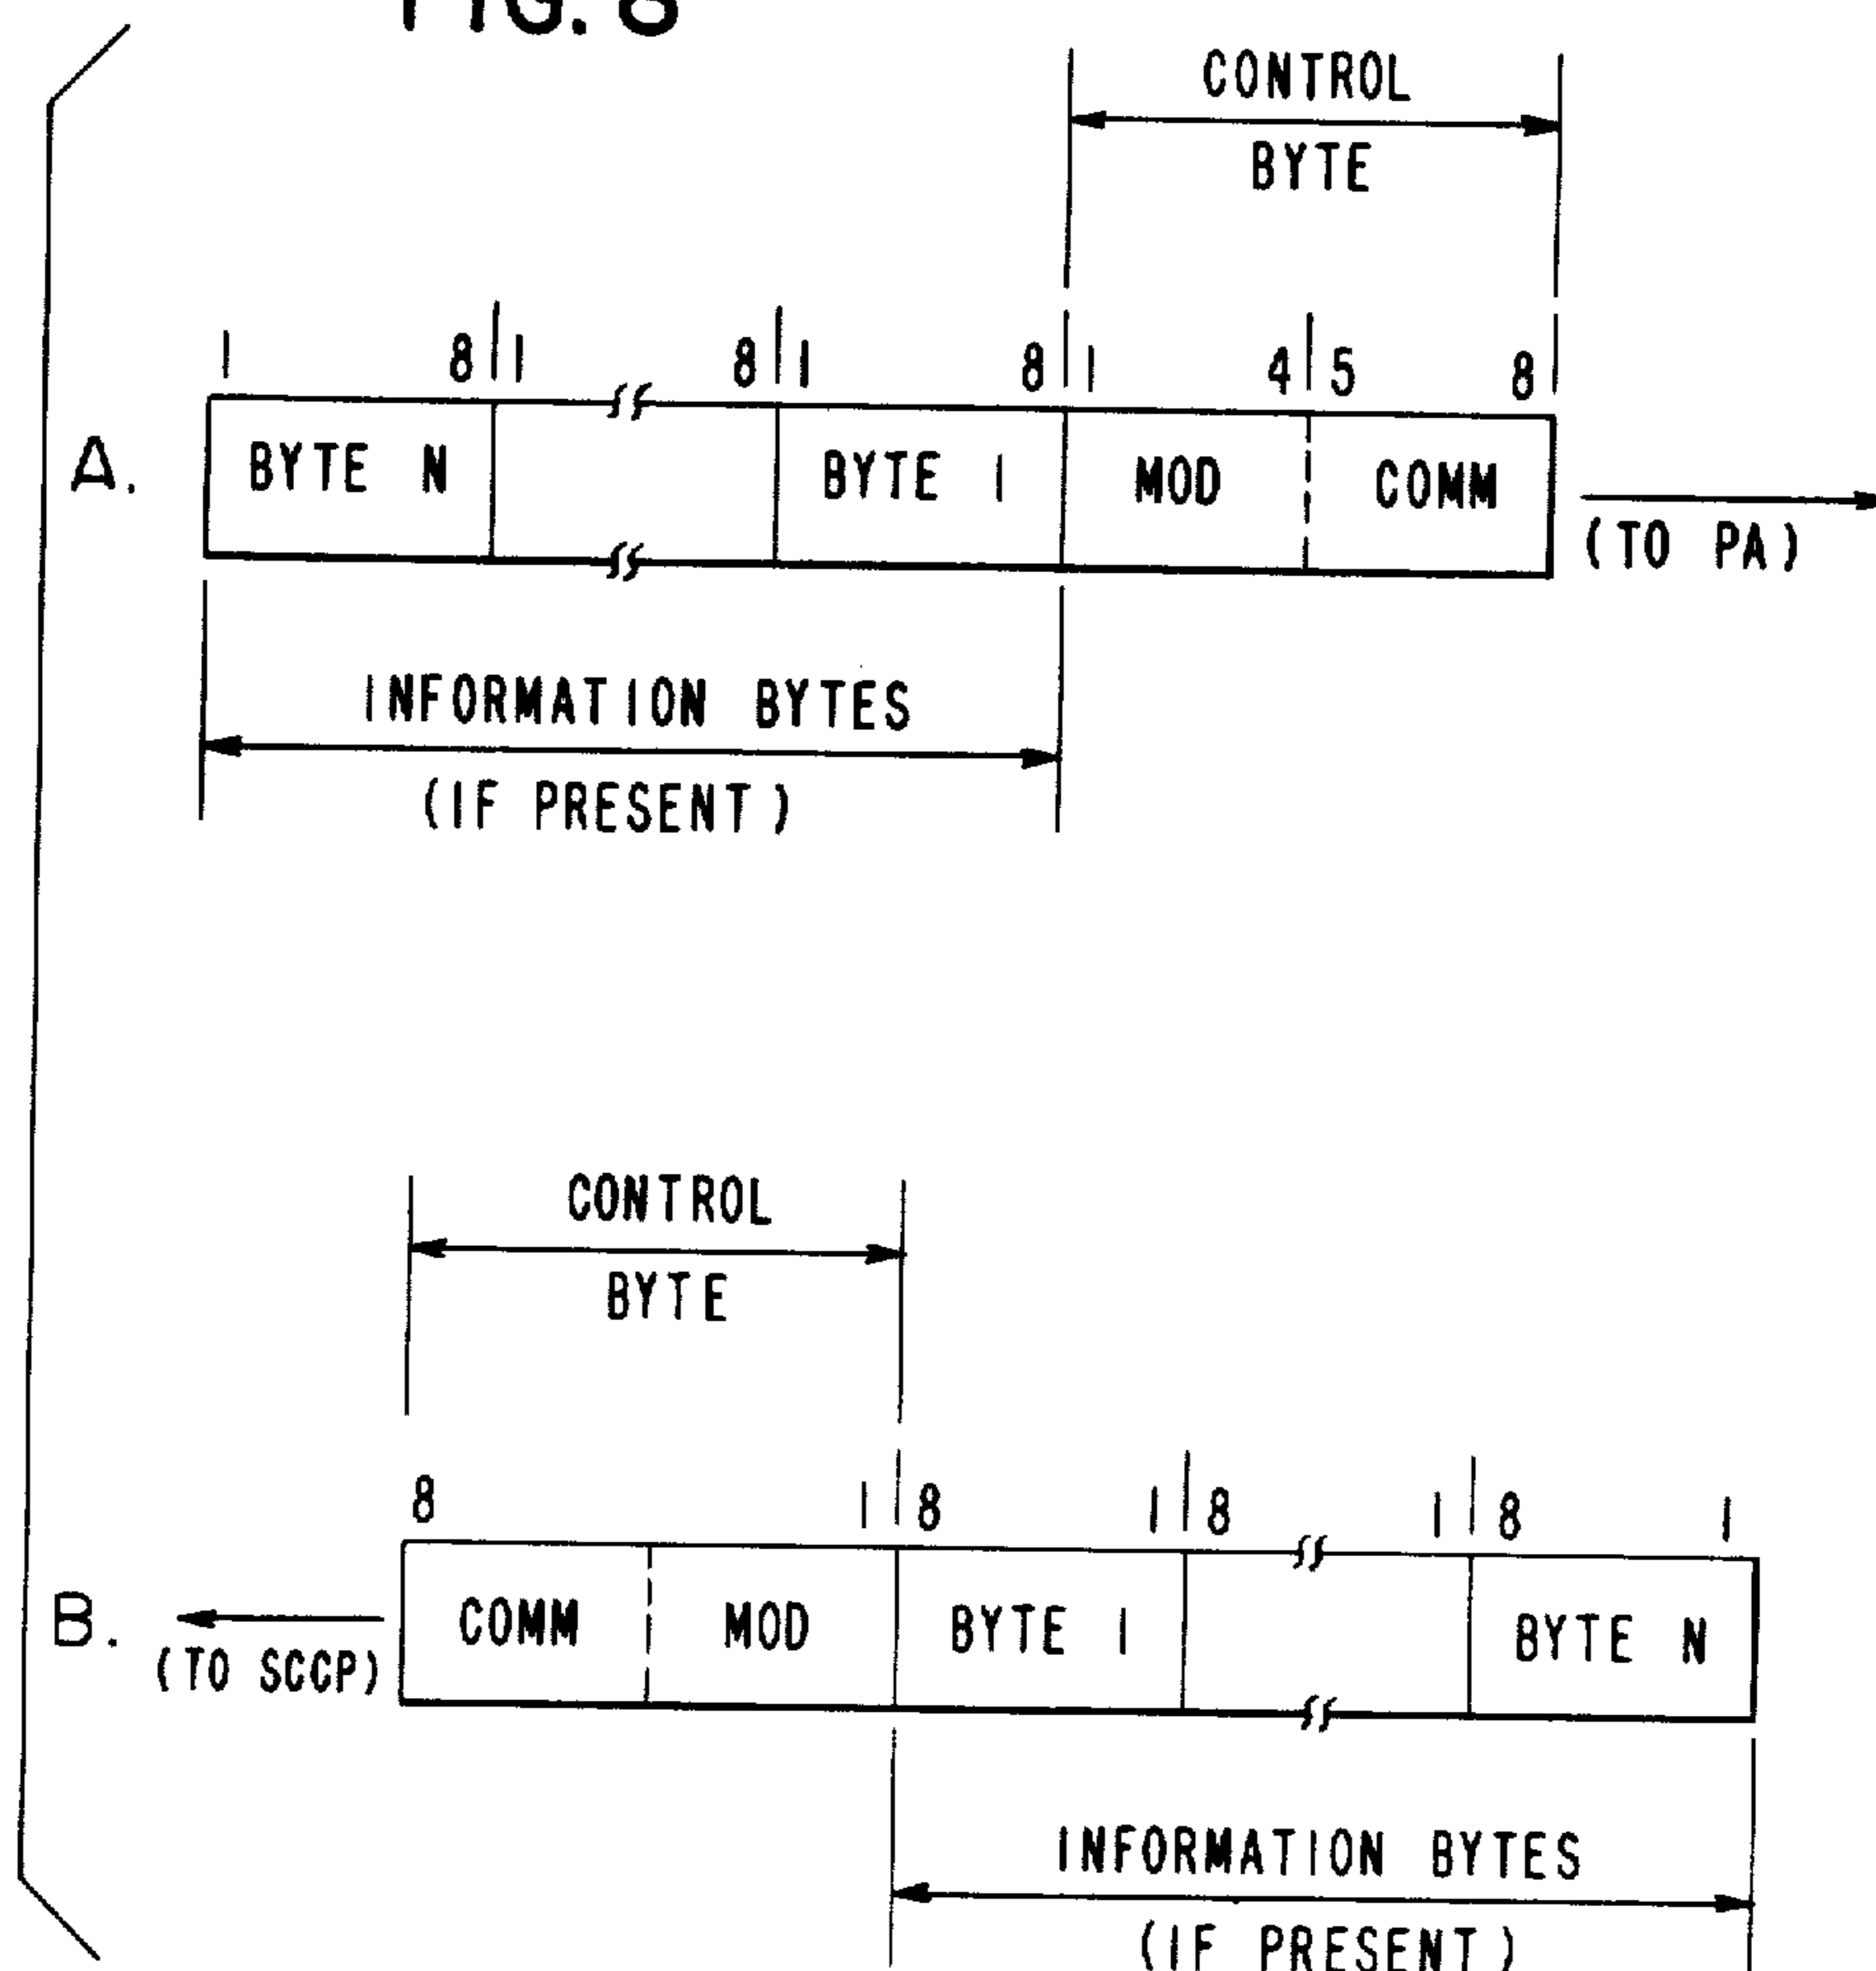 FIG. 8
CONTROL
BYTE
1 8 1 8 1 8 1 4 5 8
A. BYTE N BYTE 1 MOD COMM
(TO PA)
INFORMATION BYTES
(IF PRESENT)
CONTROL
BYTE
8 1 8 1 8 1 8 1
B. COMM MOD BYTE 1 BYTE N
(TO SCCP)
INFORMATION BYTES
(IF PRESENT)